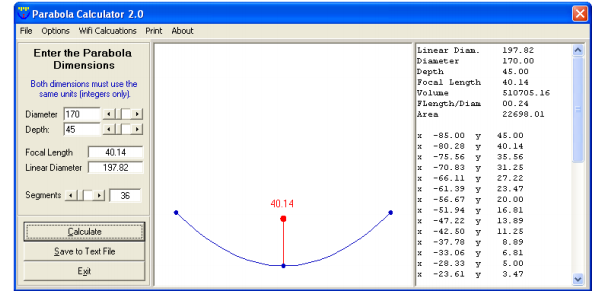 Parabola Calculator 2.0
File Options Wifi Calcuations Print About
Enter the Parabola
Dimensions
Both dimensions must use the
same units (integers only).
Diameter 170
Depth: 45
Focal Length 40.14
Linear Diameter 197.82
Segments 36
Calculate
Save to Text File
Exit
40.14
Linear Diam. 197.82
Diameter 170.00
Depth 45.00
Focal Length 40.14
Volume 510705.16
FLength/Diam 00.24
Area 22698.01
x -85.00 y 45.00
x -80.28 y 40.14
x -75.56 y 35.56
x -70.83 y 31.25
x -66.11 y 27.22
x -61.39 y 23.47
x -56.67 y 20.00
x -51.94 y 16.81
x -47.22 y 13.89
x -42.50 y 11.25
x -37.78 y 8.89
x -33.06 y 6.81
x -28.33 y 5.00
x -23.61 y 3.47